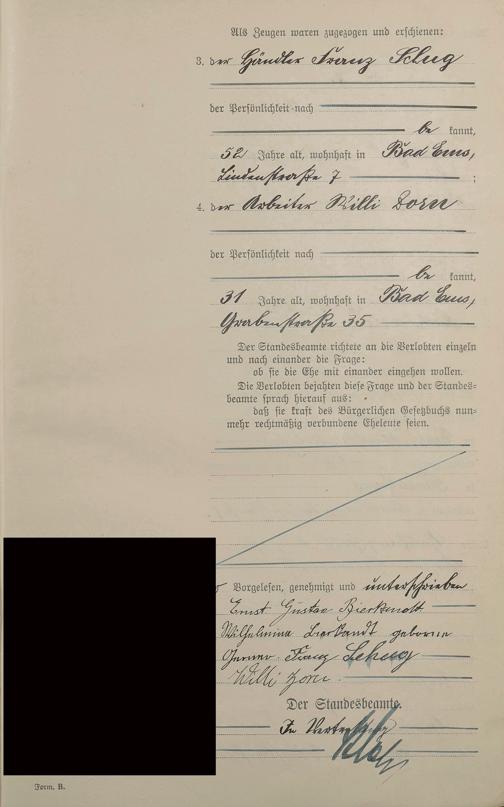 Als Zeugen waren zugezogen und erschienen:
3. der Händler Franz Schug
der Persönlichkeit nach
be kannt,
52 Jahre alt, wohnhaft in Bad Ems,
Lindenstraße 7 ;
4. der Arbeiter Willi Dorn
der Persönlichkeit nach
be kannt,
31 Jahre alt, wohnhaft in Bad Ems,
Grabenstraße 35
Der Standesbeamte richtete an die Verlobten einzeln
und nach einander die Frage:
ob sie die Ehe mit einander eingehen wollen.
Die Verlobten bejahten diese Frage und der Standes=
beamte sprach hierauf aus:
daß sie kraft des Bürgerlichen Gesetzbuchs nun=
mehr rechtmäßig verbundene Eheleute seien.
Vorgelesen, genehmigt und unterschrieben
Ernst Gustav
Wilhelmina geborene
Franz Schug
Willi Dorn
Der Standesbeamte.
In Vertretung
Form. B.